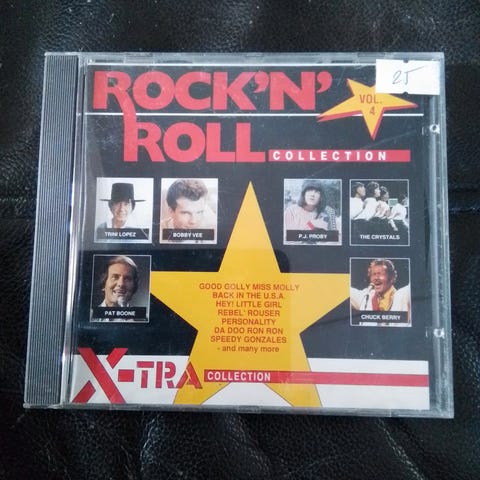 ROCK'N'
ROLL
COLLECTION
VOL.
4
25
TRINI LOPEZ
BOBBY VEE
P.J. PROBY
THE CRYSTALS
PAT BOONE
CHUCK BERRY
GOOD GOLLY MISS MOLLY
BACK IN THE U.S.A.
HEY! LITTLE GIRL
REBEL' ROUSER
PERSONALITY
DA DOO RON RON
SPEEDY GONZALES
- and many more
X-TRA COLLECTION